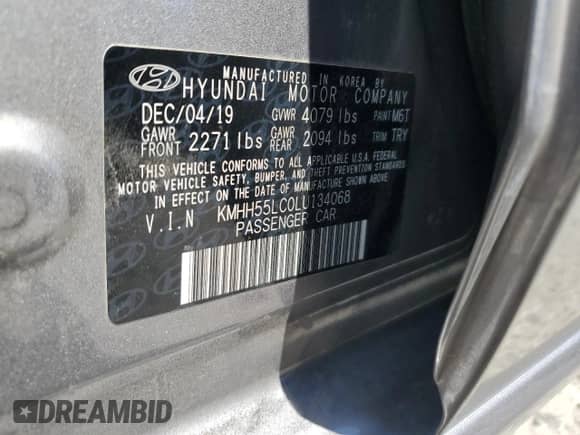 MANUFACTURED IN KOREA BY
HYUNDAI MOTOR COMPANY
DEC/04/19 GVWR 4079 lbs PAINT M6T
GAWR FRONT 2271 lbs GAWR REAR 2094 lbs TRIM TRY
THIS VEHICLE CONFORMS TO ALL APPLICABLE U.S.A. FEDERAL
MOTOR VEHICLE SAFETY, BUMPER, AND THEFT PREVENTION STANDARDS
IN EFFECT ON THE DATE OF MANUFACTURE SHOWN ABOVE.
V.I.N KMHH55LC0LU134068
PASSENGER CAR
DREAMBID